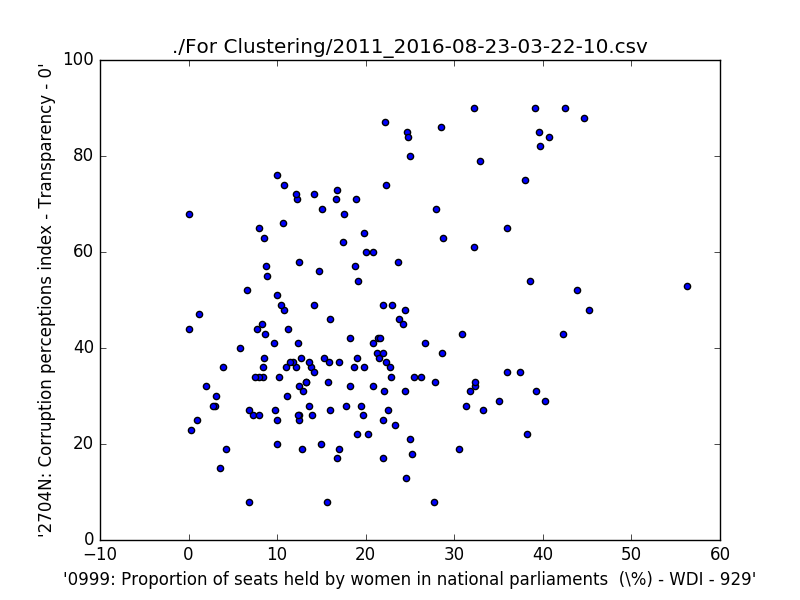 ./For Clustering/2011_2016-08-23-03-22-10.csv
100
80
60
40
20
0
'2704N: Corruption perceptions index - Transparency - 0'
−10 0 10 20 30 40 50 60
'0999: Proportion of seats held by women in national parliaments  (\%) - WDI - 929'